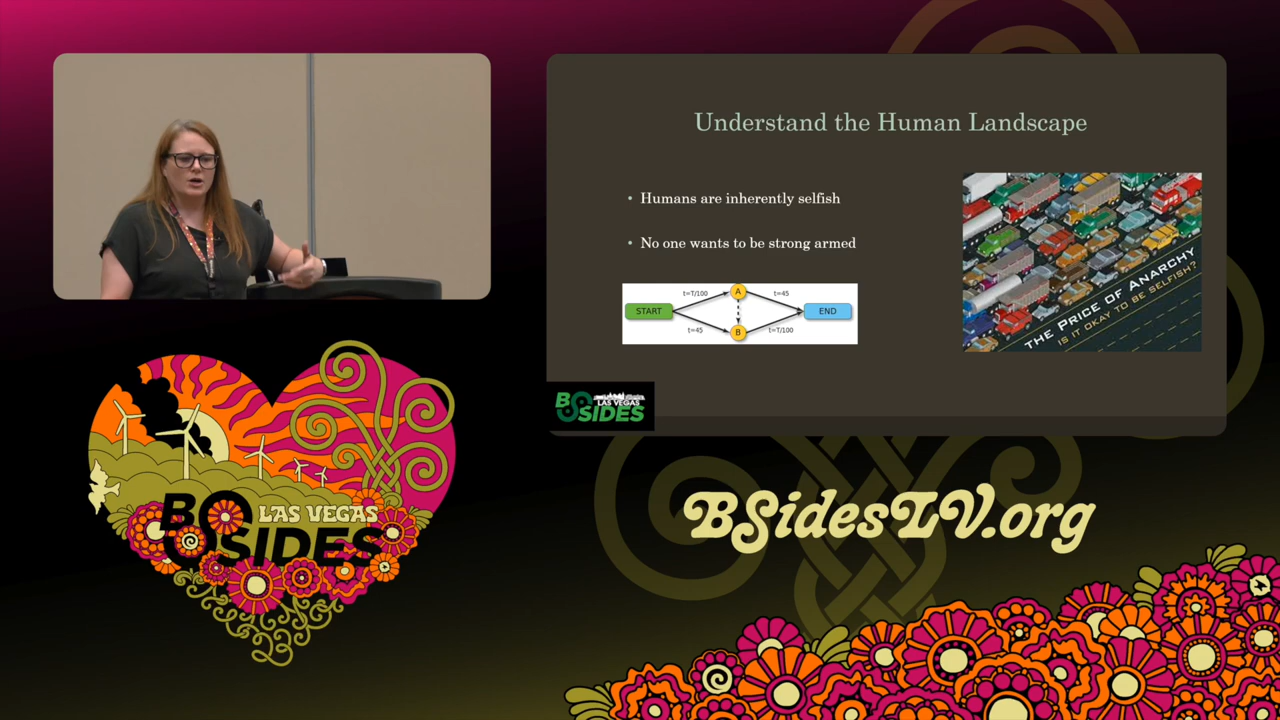 Understand the Human Landscape
• Humans are inherently selfish
• No one wants to be strong armed
t=T/100
A
t=45
START
END
t=45
B
t=T/100
THE PRICE OF ANARCHY
IS IT OKAY TO BE SELFISH?
BSIDES
LAS VEGAS
BSIDES
LAS VEGAS
BSidesLV.org